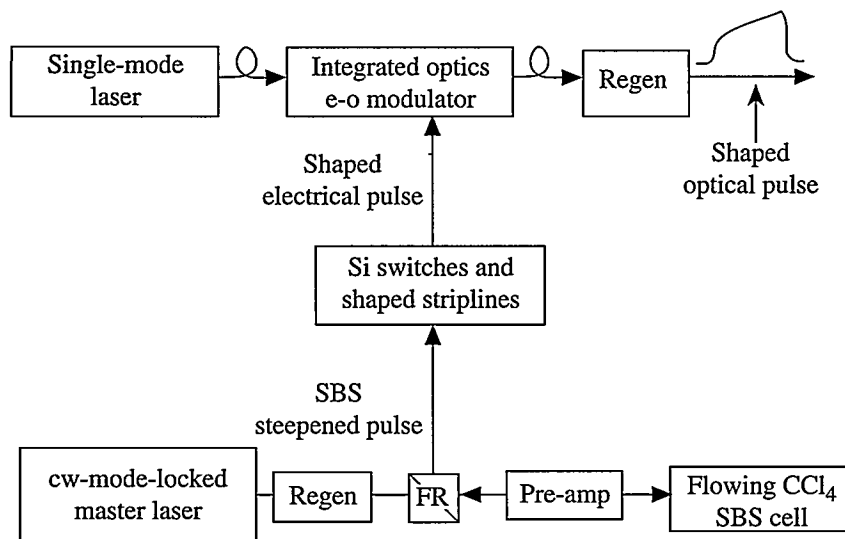 Single-mode
laser
Integrated optics
e-o modulator
Regen
Shaped
optical pulse
Shaped
electrical pulse
Si switches and
shaped striplines
SBS
steepened pulse
cw-mode-locked
master laser
Regen
FR
Pre-amp
Flowing CCl4
SBS cell